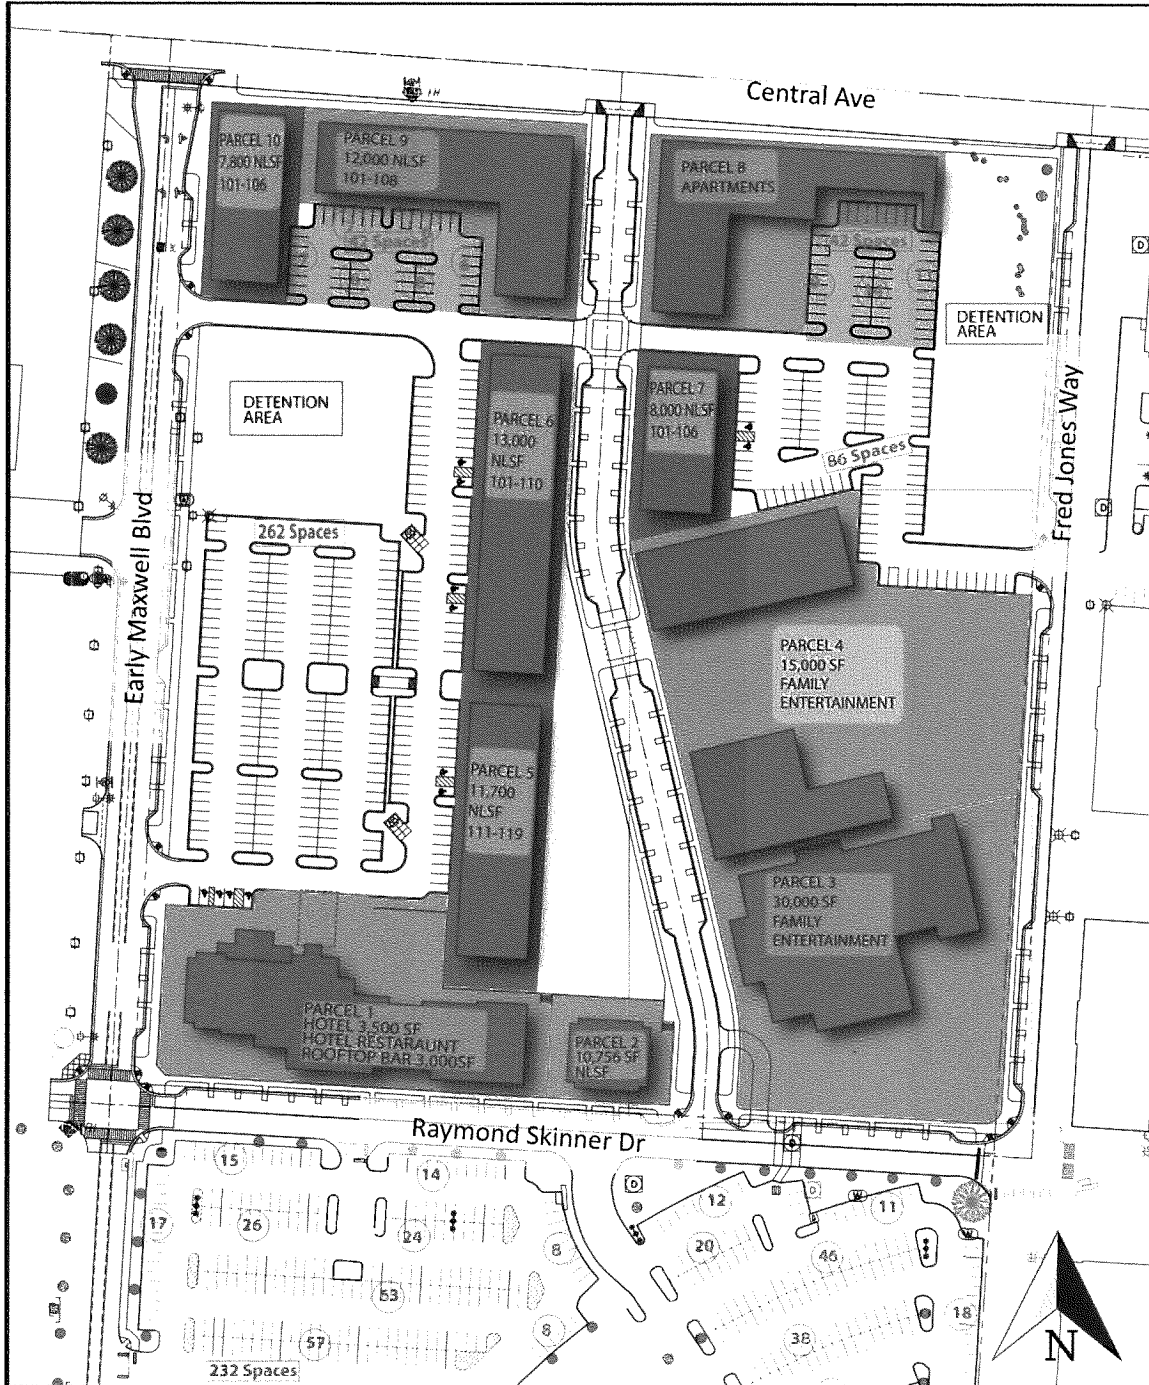 Central Ave
PARCEL 10
7,800 NLSF
101-106
PARCEL 9
12,000 NLSF
101-108
PARCEL 8
APARTMENTS
Spaces
Spaces
DETENTION
AREA
DETENTION
AREA
PARCEL 6
13,000
NLSF
101-110
PARCEL 7
8,000 NLSF
101-106
86 Spaces
Fred Jones Way
Early Maxwell Blvd
262 Spaces
PARCEL 4
15,000 SF
FAMILY
ENTERTAINMENT
PARCEL 5
11,700
NLSF
111-119
PARCEL 3
30,000 SF
FAMILY
ENTERTAINMENT
PARCEL 1
HOTEL 3,500 SF
HOTEL RESTARAUNT
ROOFTOP BAR 3,000SF
PARCEL 2
10,756 SF
NLSF
Raymond Skinner Dr
15
14
12
11
17
26
24
8
20
46
53
8
18
57
38
232 Spaces
N
D
D
D
D
D
W
W
W